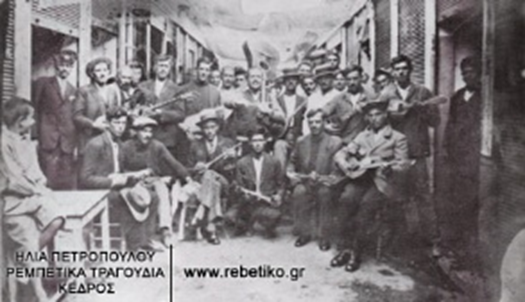 ΗΛΙΑ ΠΕΤΡΟΠΟΥΛΟΥ
ΡΕΜΠΕΤΙΚΑ ΤΡΑΓΟΥΔΙΑ
ΚΕΔΡΟΣ
www.rebetiko.gr